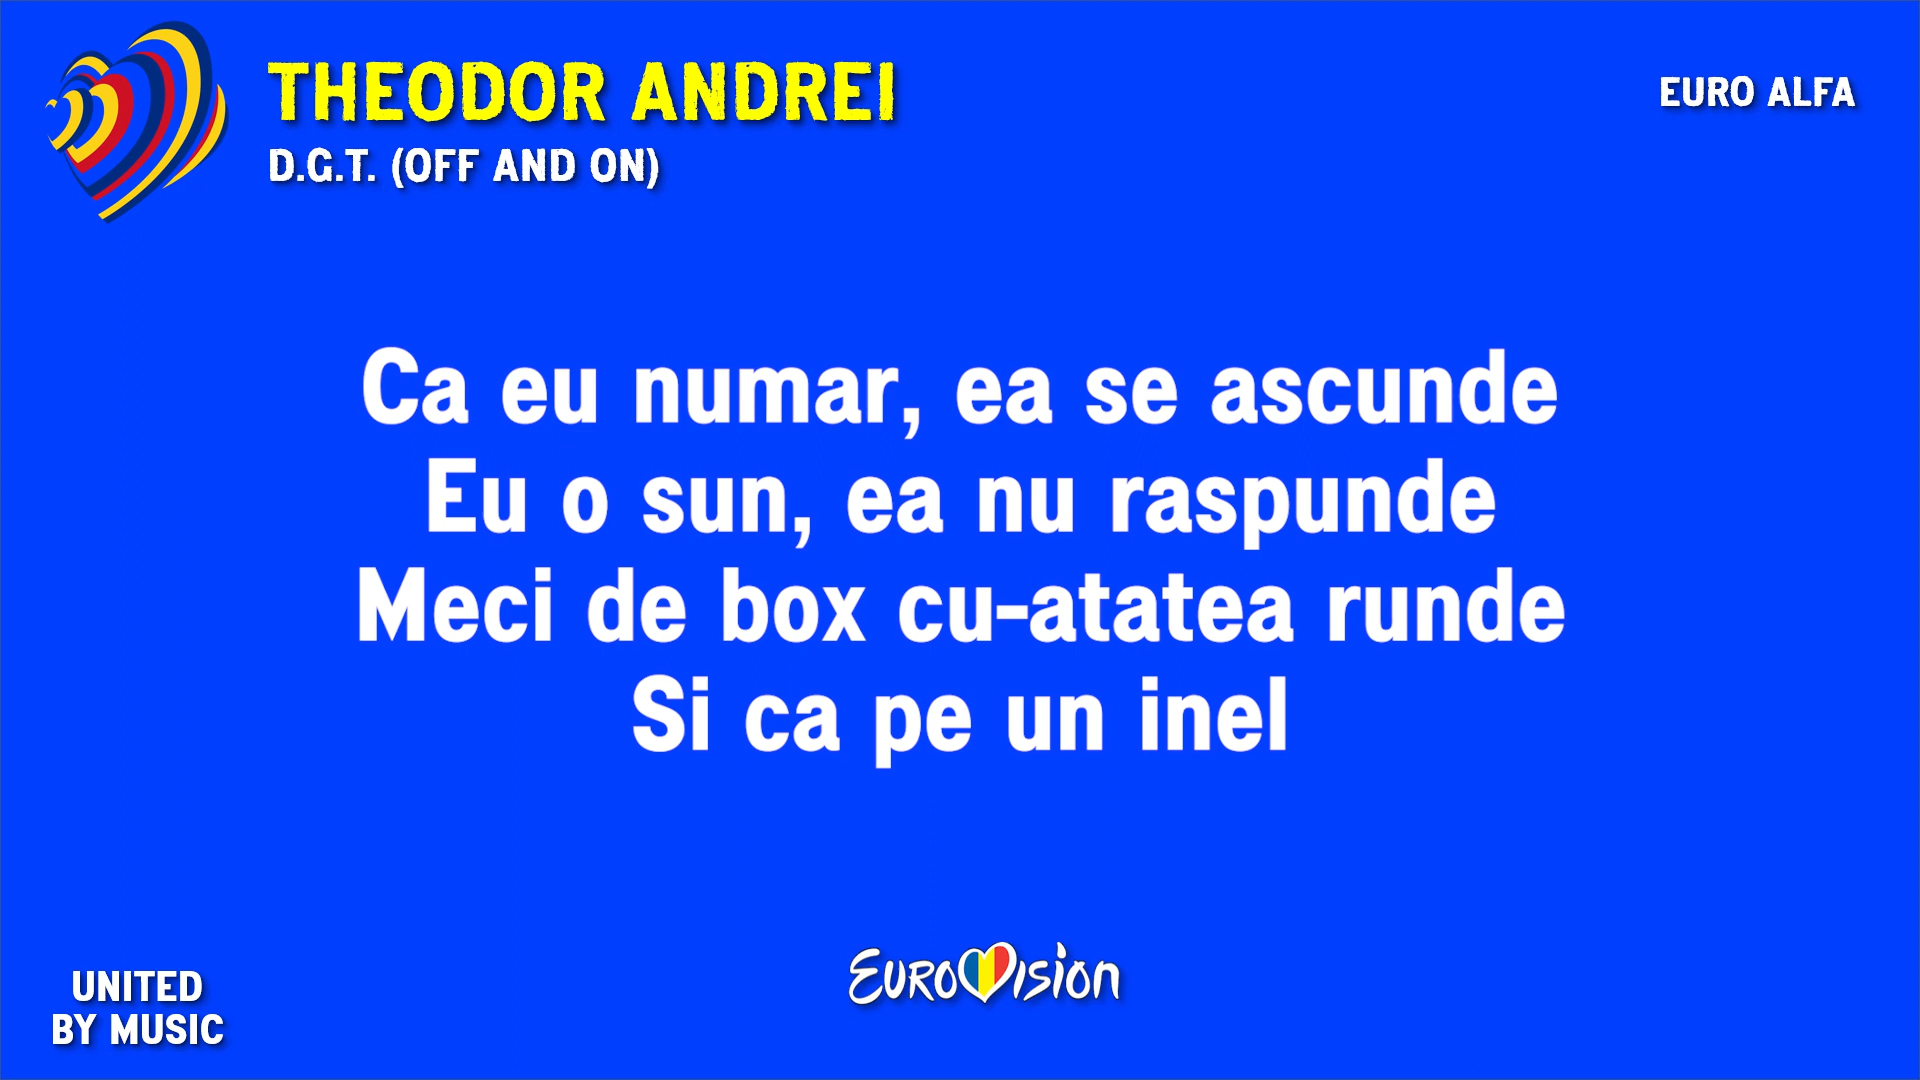 THEODOR ANDREI
D.G.T. (OFF AND ON)
EURO ALFA
Ca eu numar, ea se ascunde
Eu o sun, ea nu raspunde
Meci de box cu-atatea runde
Si ca pe un inel
UNITED
BY MUSIC
EUROVISION